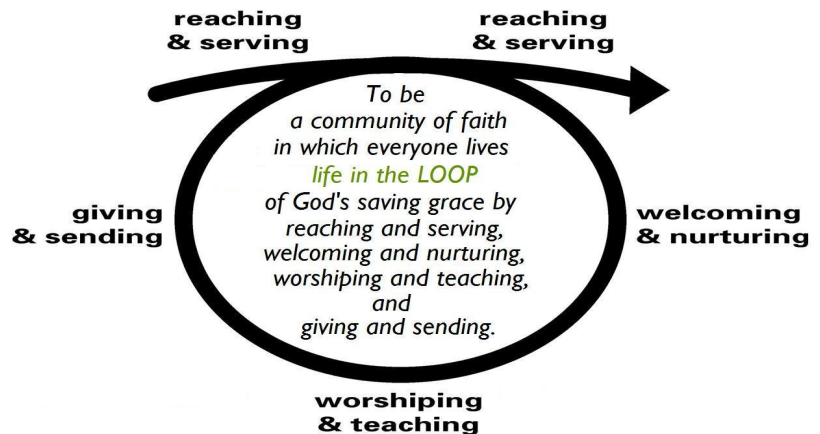 reaching
& serving
reaching
& serving
To be
a community of faith
in which everyone lives
life in the LOOP
of God's saving grace by
reaching and serving,
welcoming and nurturing,
worshiping and teaching,
and
giving and sending.
giving
& sending
welcoming
& nurturing
worshiping
& teaching